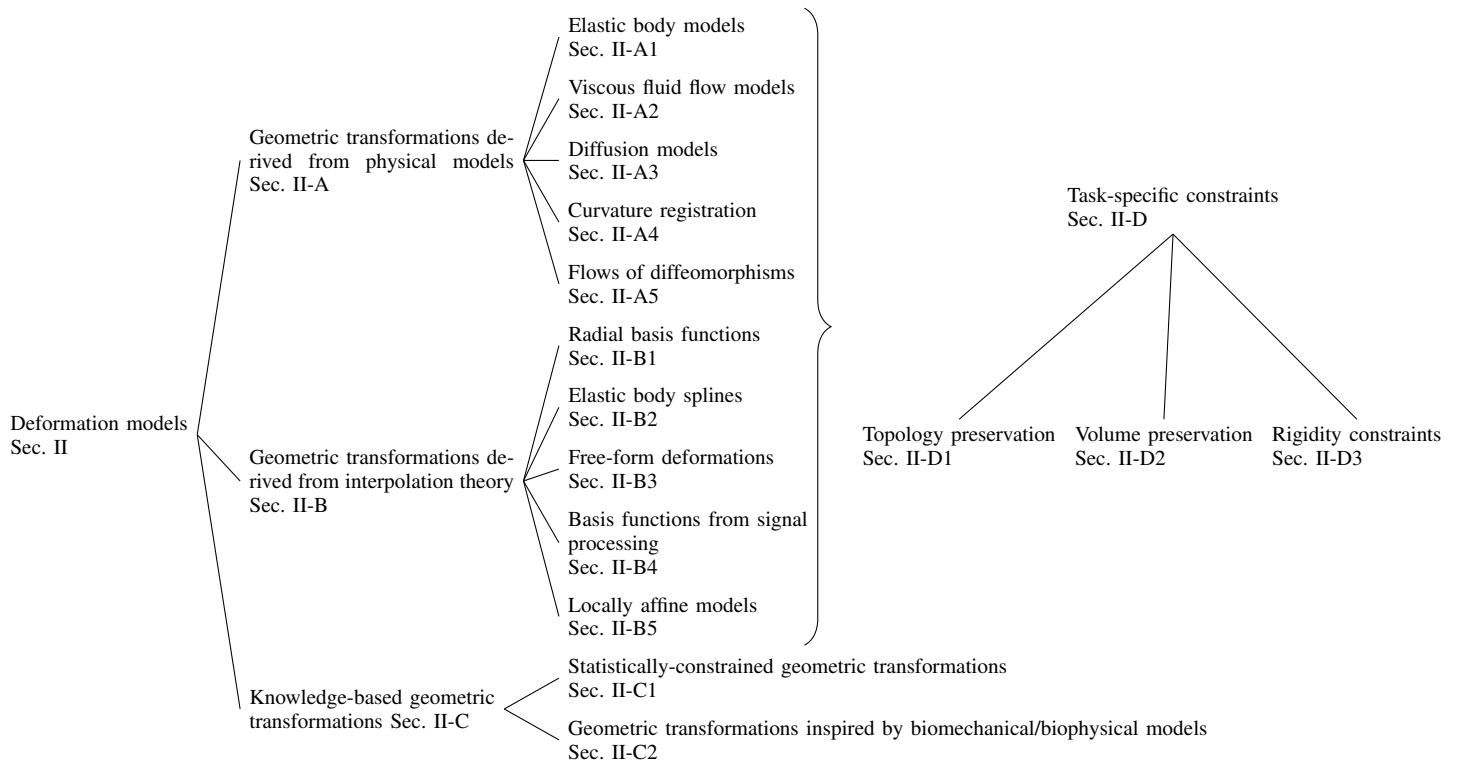 Deformation models
Sec. II
Geometric transformations de-
rived from physical models
Sec. II-A
Elastic body models
Sec. II-A1
Viscous fluid flow models
Sec. II-A2
Diffusion models
Sec. II-A3
Curvature registration
Sec. II-A4
Flows of diffeomorphisms
Sec. II-A5
Geometric transformations de-
rived from interpolation theory
Sec. II-B
Radial basis functions
Sec. II-B1
Elastic body splines
Sec. II-B2
Free-form deformations
Sec. II-B3
Basis functions from signal
processing
Sec. II-B4
Locally affine models
Sec. II-B5
Knowledge-based geometric
transformations Sec. II-C
Statistically-constrained geometric transformations
Sec. II-C1
Geometric transformations inspired by biomechanical/biophysical models
Sec. II-C2
Task-specific constraints
Sec. II-D
Topology preservation
Sec. II-D1
Volume preservation
Sec. II-D2
Rigidity constraints
Sec. II-D3